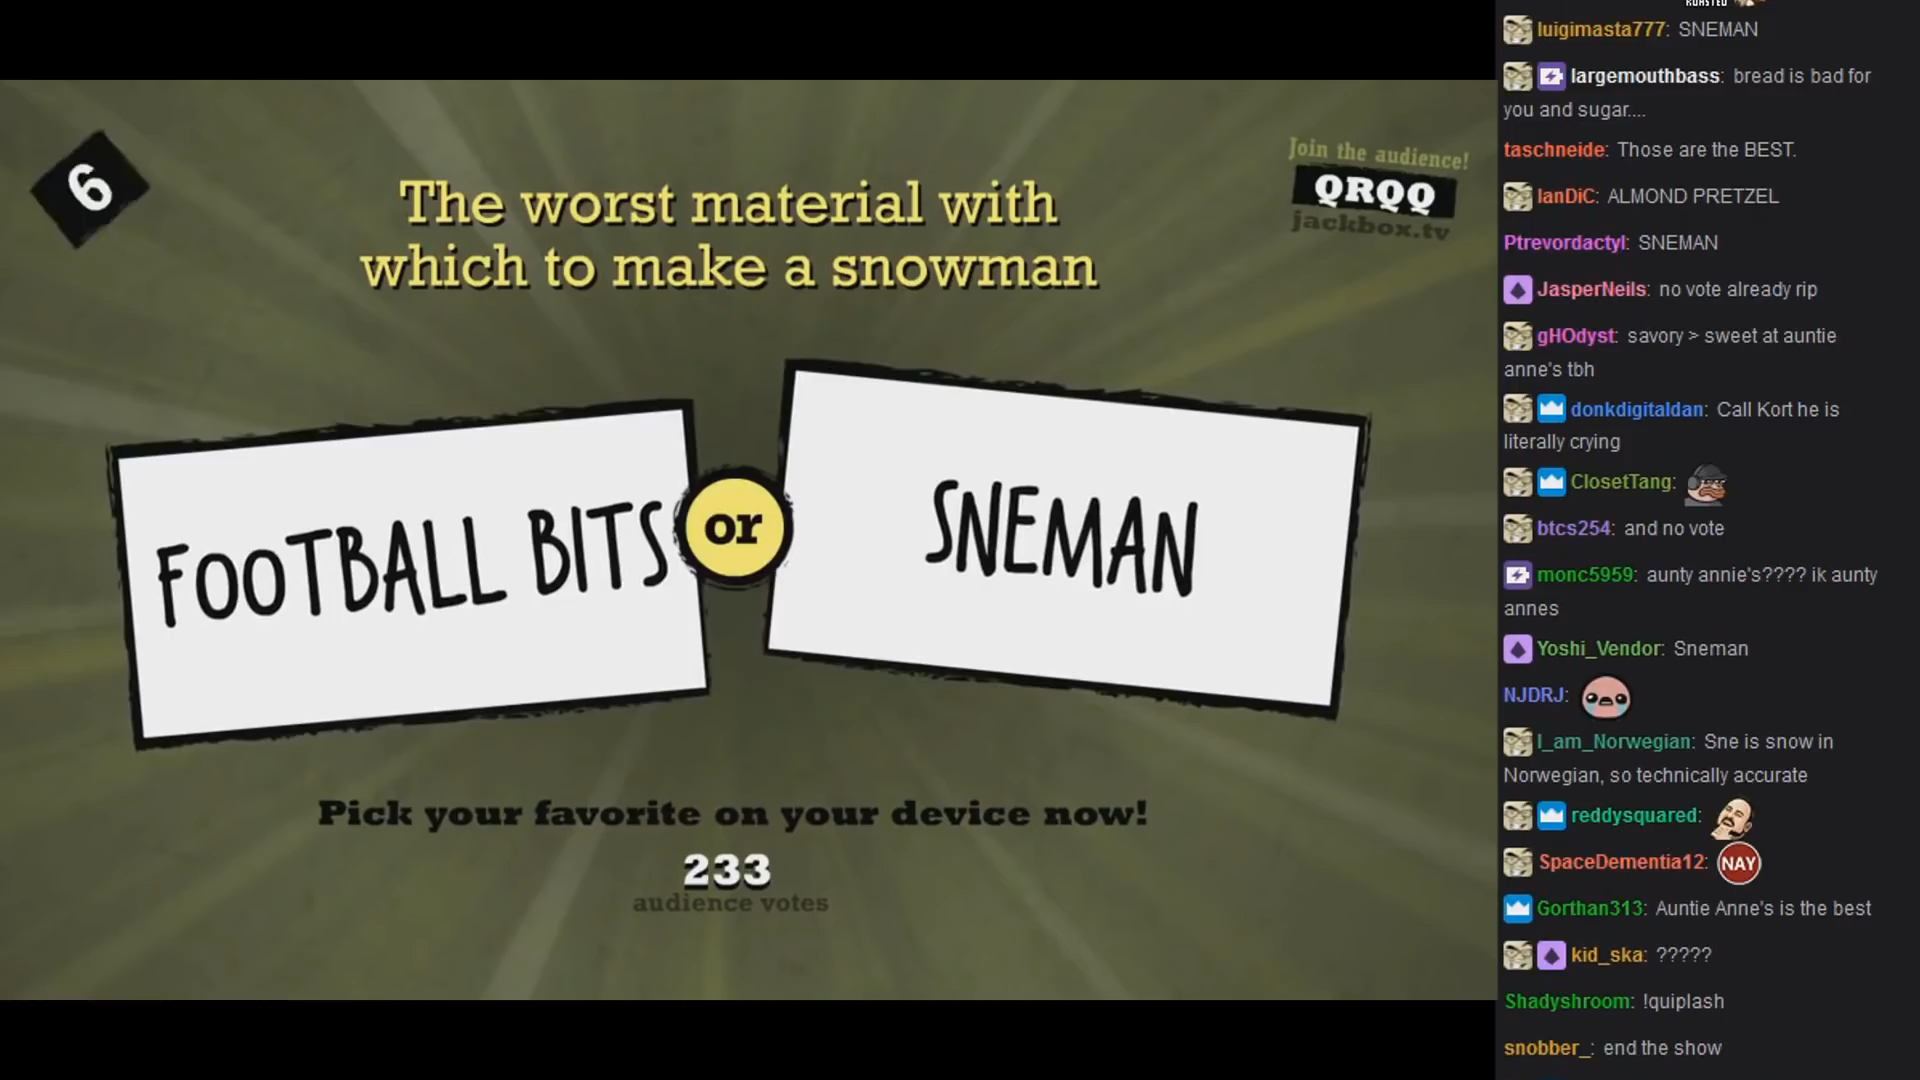 6
The worst material with
which to make a snowman
Join the audience!
QRQQ
jackbox.tv
FOOTBALL BITS
or
SNEMAN
Pick your favorite on your device now!
233
audience votes
ROASTED
luigimasta777: SNEMAN
largemouthbass: bread is bad for
you and sugar....
taschneide: Those are the BEST.
IanDiC: ALMOND PRETZEL
Ptrevordactyl: SNEMAN
JasperNeils: no vote already rip
gHOdyst: savory > sweet at auntie
anne's tbh
donkdigitaldan: Call Kort he is
literally crying
ClosetTang:
btcs254: and no vote
monc5959: aunty annie's???? ik aunty
annes
Yoshi_Vendor: Sneman
NJDRJ:
I_am_Norwegian: Sne is snow in
Norwegian, so technically accurate
reddysquared:
SpaceDementia12: NAY
Gorthan313: Auntie Anne's is the best
kid_ska: ?????
Shadyshroom: !quiplash
snobber_: end the show